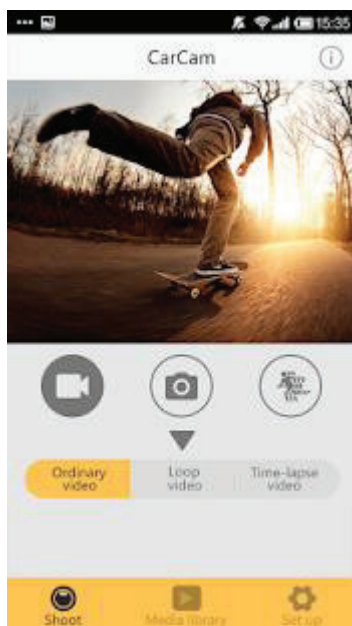 15:35
CarCam
Ordinary
video
Loop
video
Time-lapse
video
Shoot
Media library
Set up